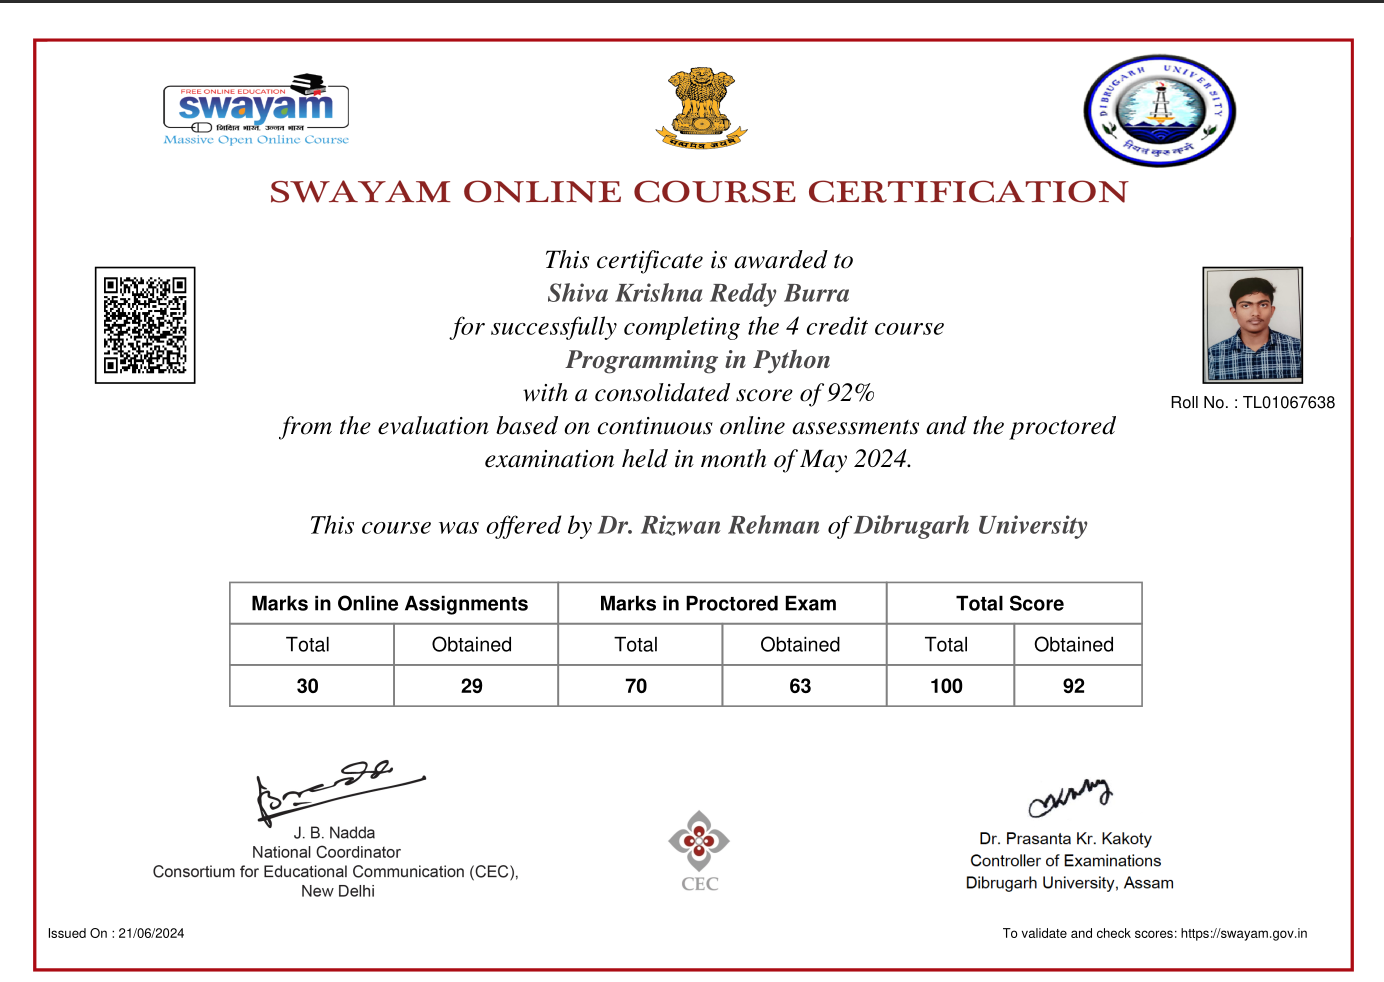 FREE ONLINE EDUCATION
swayam
शिक्षित भारत, उन्नत भारत
Massive Open Online Course
सत्यमेव जयते
DIBRUGARH UNIVERSITY
नियतं कुरु कर्म
SWAYAM ONLINE COURSE CERTIFICATION
This certificate is awarded to
Shiva Krishna Reddy Burra
for successfully completing the 4 credit course
Programming in Python
with a consolidated score of 92%
from the evaluation based on continuous online assessments and the proctored
examination held in month of May 2024.
Roll No. : TL01067638
This course was offered by Dr. Rizwan Rehman of Dibrugarh University
Marks in Online Assignments Marks in Proctored Exam Total Score
Total Obtained Total Obtained Total Obtained
30 29 70 63 100 92
J. B. Nadda
National Coordinator
Consortium for Educational Communication (CEC),
New Delhi
CEC
Dr. Prasanta Kr. Kakoty
Controller of Examinations
Dibrugarh University, Assam
Issued On : 21/06/2024
To validate and check scores: https://swayam.gov.in